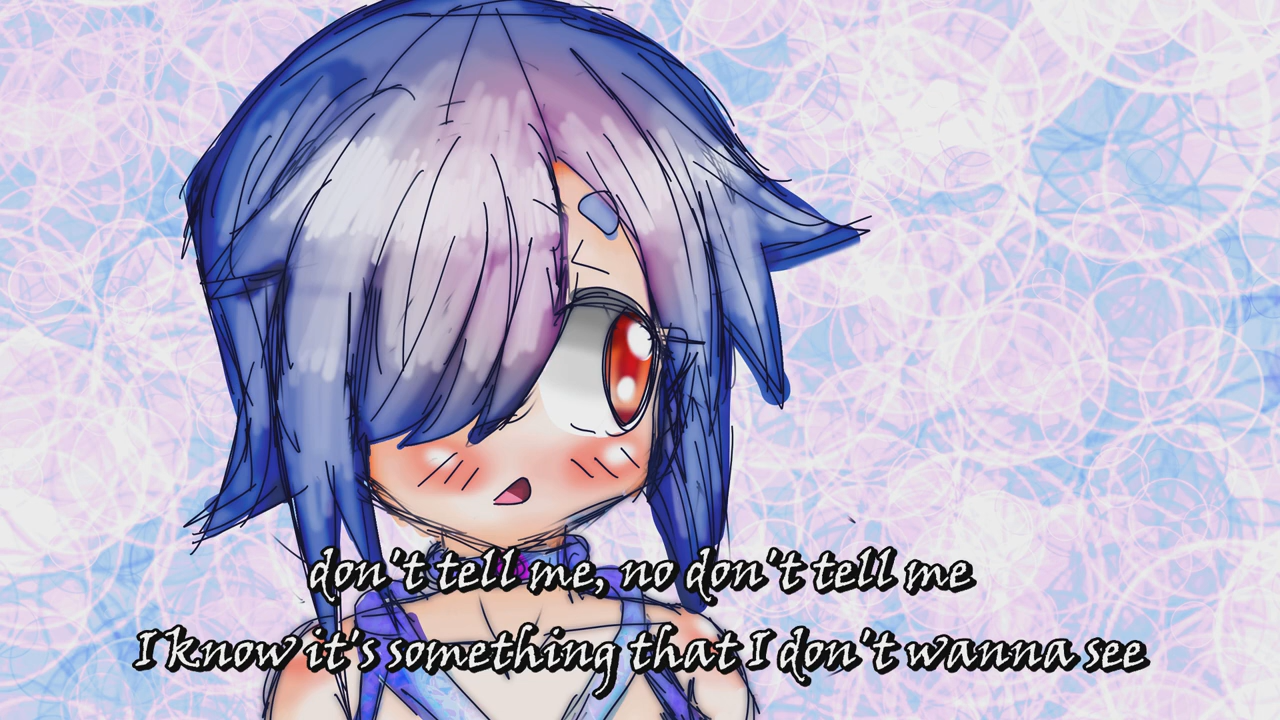 don't tell me, no don't tell me
I know it's something that I don't wanna see